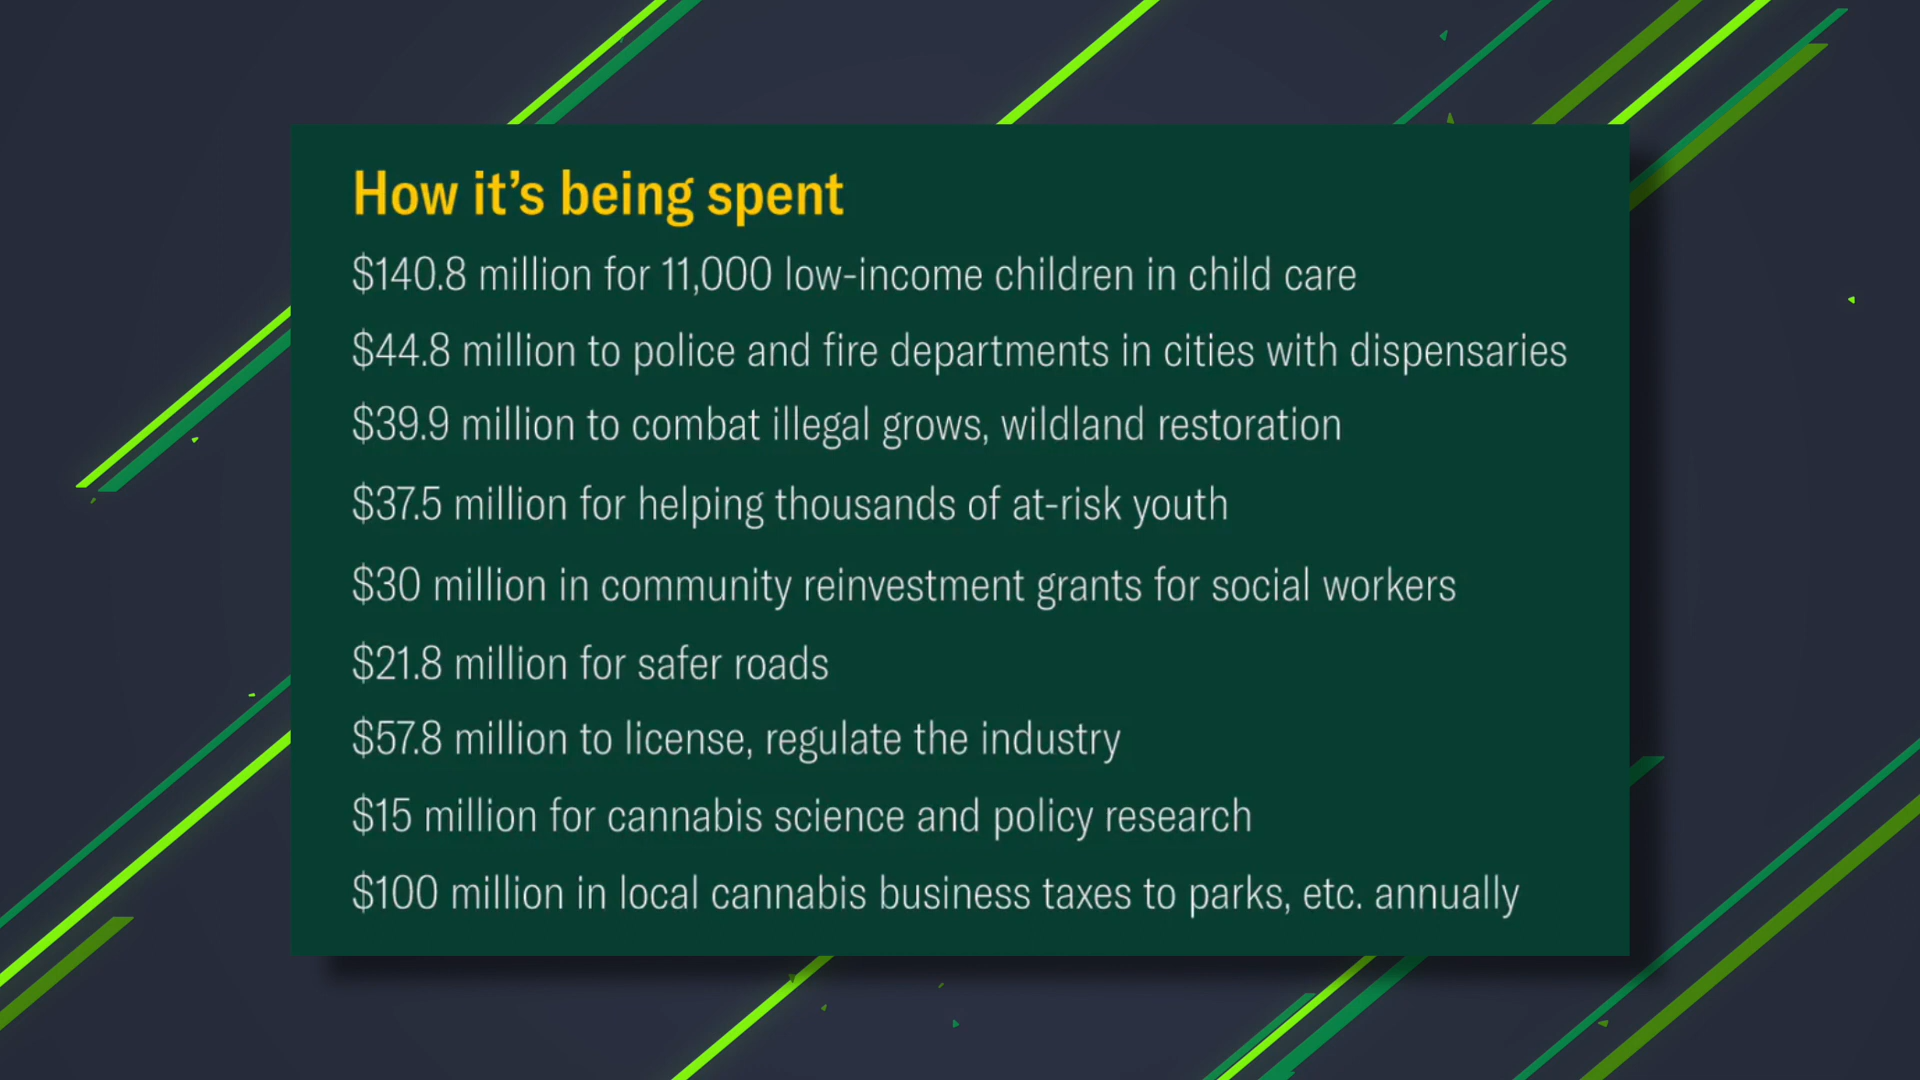 How it’s being spent
$140.8 million for 11,000 low-income children in child care
$44.8 million to police and fire departments in cities with dispensaries
$39.9 million to combat illegal grows, wildland restoration
$37.5 million for helping thousands of at-risk youth
$30 million in community reinvestment grants for social workers
$21.8 million for safer roads
$57.8 million to license, regulate the industry
$15 million for cannabis science and policy research
$100 million in local cannabis business taxes to parks, etc. annually